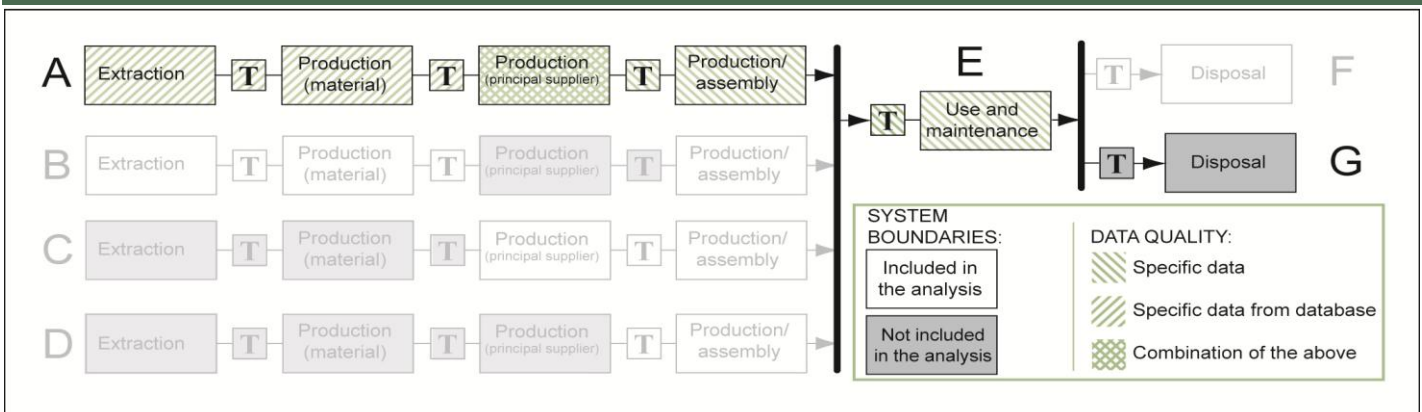 A
Extraction
T
Production
(material)
T
Production
(principal supplier)
T
Production/
assembly
B
Extraction
T
Production
(material)
T
Production
(principal supplier)
T
Production/
assembly
C
Extraction
T
Production
(material)
T
Production
(principal supplier)
T
Production/
assembly
D
Extraction
T
Production
(material)
T
Production
(principal supplier)
T
Production/
assembly
E
T
Use and
maintenance
T
Disposal
F
T
Disposal
G
SYSTEM
BOUNDARIES:
Included in
the analysis
Not included
in the analysis
DATA QUALITY:
Specific data
Specific data from database
Combination of the above